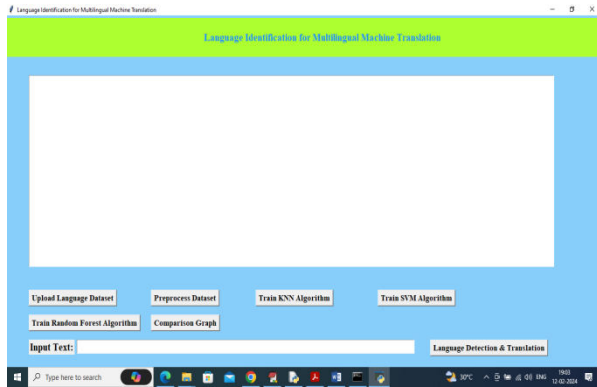 Language Identification for Multilingual Machine Translation
Language Identification for Multilingual Machine Translation
Upload Language Dataset Preprocess Dataset Train KNN Algorithm Train SVM Algorithm
Train Random Forest Algorithm Comparison Graph
Input Text: Language Detection & Translation
Type here to search 30°C ENG 19:03
12-02-2024